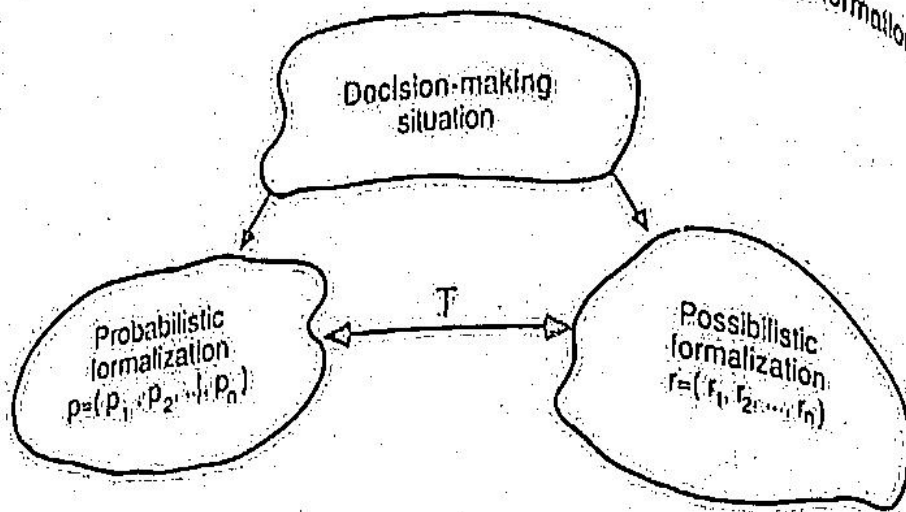 Decision-making
situation
T
Probabilistic
formalization
p=(p₁, p₂, ..., pₙ)
Possibilistic
formalization
r=(r₁, r₂, ..., rₙ)